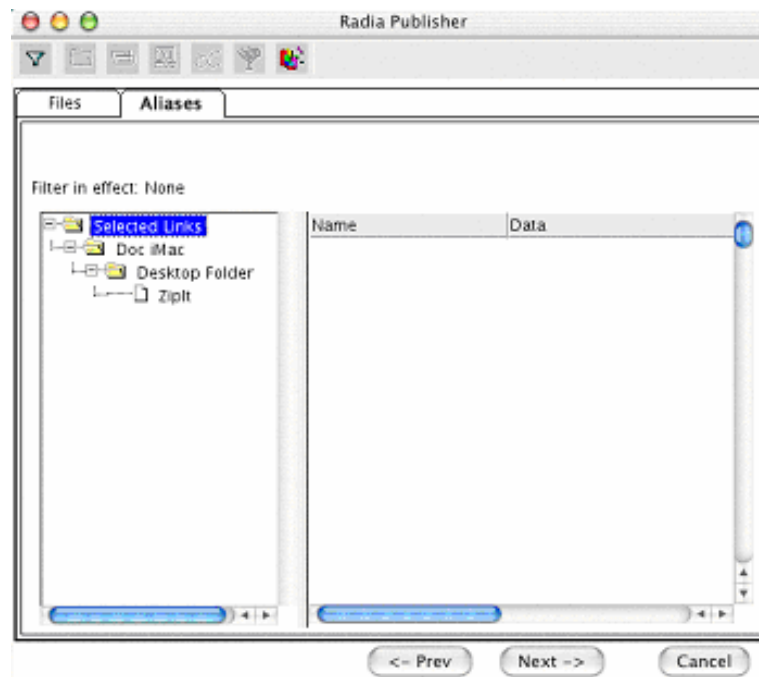 Radia Publisher
Files Aliases
Filter in effect: None
Selected Links
Doc iMac
Desktop Folder
ZipIt
Name Data
<- Prev Next -> Cancel